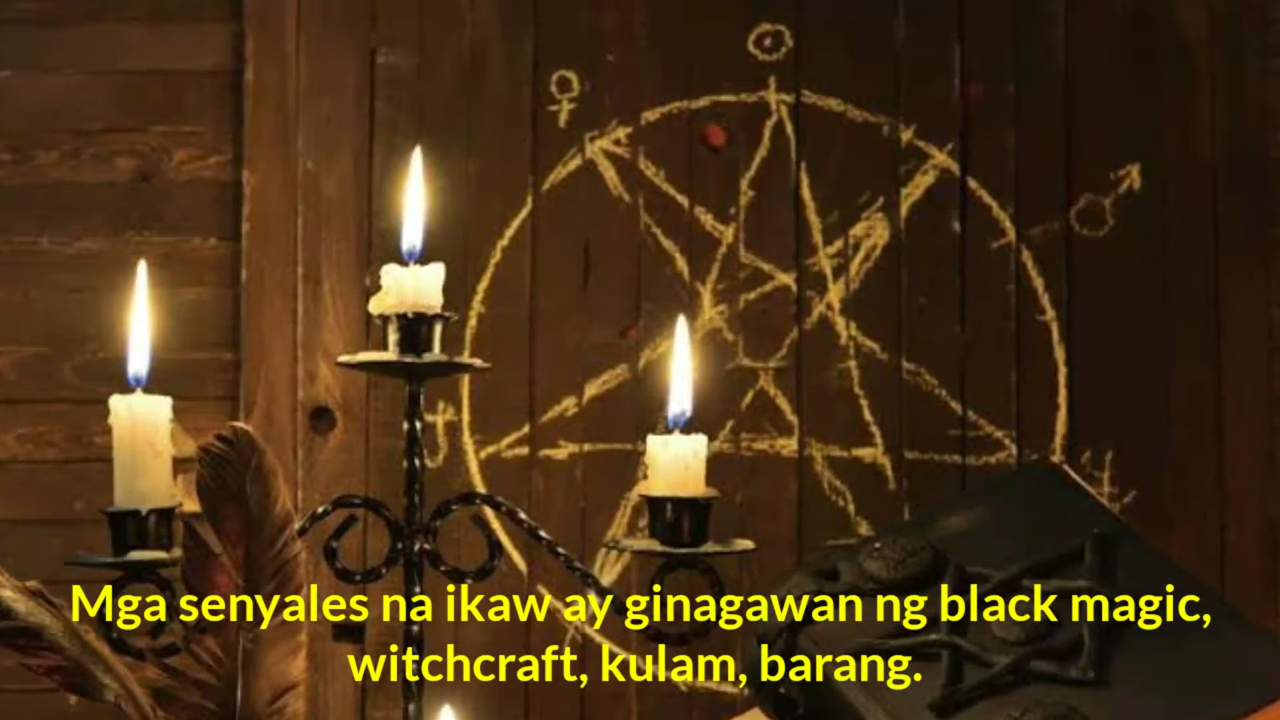 Mga senyales na ikaw ay ginagawan ng black magic,
witchcraft, kulam, barang.